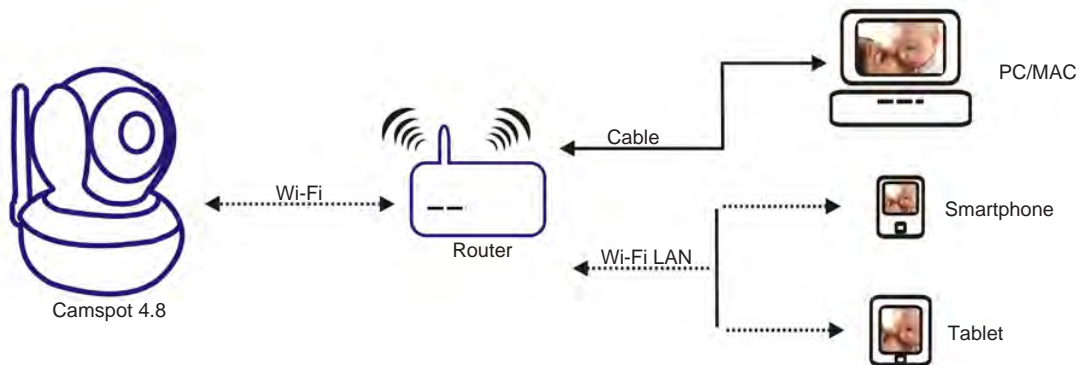 PC/MAC
Cable
Wi-Fi
Smartphone
Router
Wi-Fi LAN
Camspot 4.8
Tablet